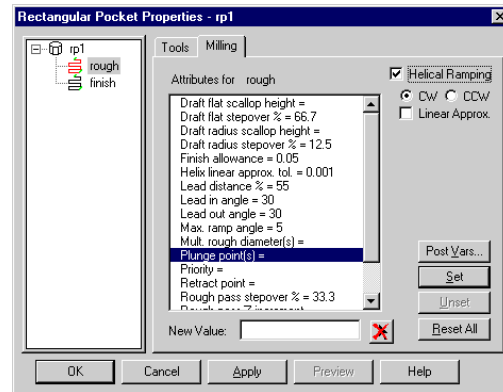 Rectangular Pocket Properties - rp1
rp1
rough
finish
Tools
Milling
Attributes for rough
Helical Ramping
CW
CCW
Linear Approx.
Draft flat scallop height =
Draft flat stepover % = 66.7
Draft radius scallop height =
Draft radius stepover % = 12.5
Finish allowance = 0.05
Helix linear approx. tol. = 0.001
Lead distance % = 55
Lead in angle = 30
Lead out angle = 30
Max. ramp angle = 5
Mult. rough diameter(s) =
Plunge point(s) =
Priority =
Retract point =
Rough pass stepover % = 33.3
Rough pass Z increment
Post Vars...
Set
Unset
Reset All
New Value:
OK
Cancel
Apply
Preview
Help